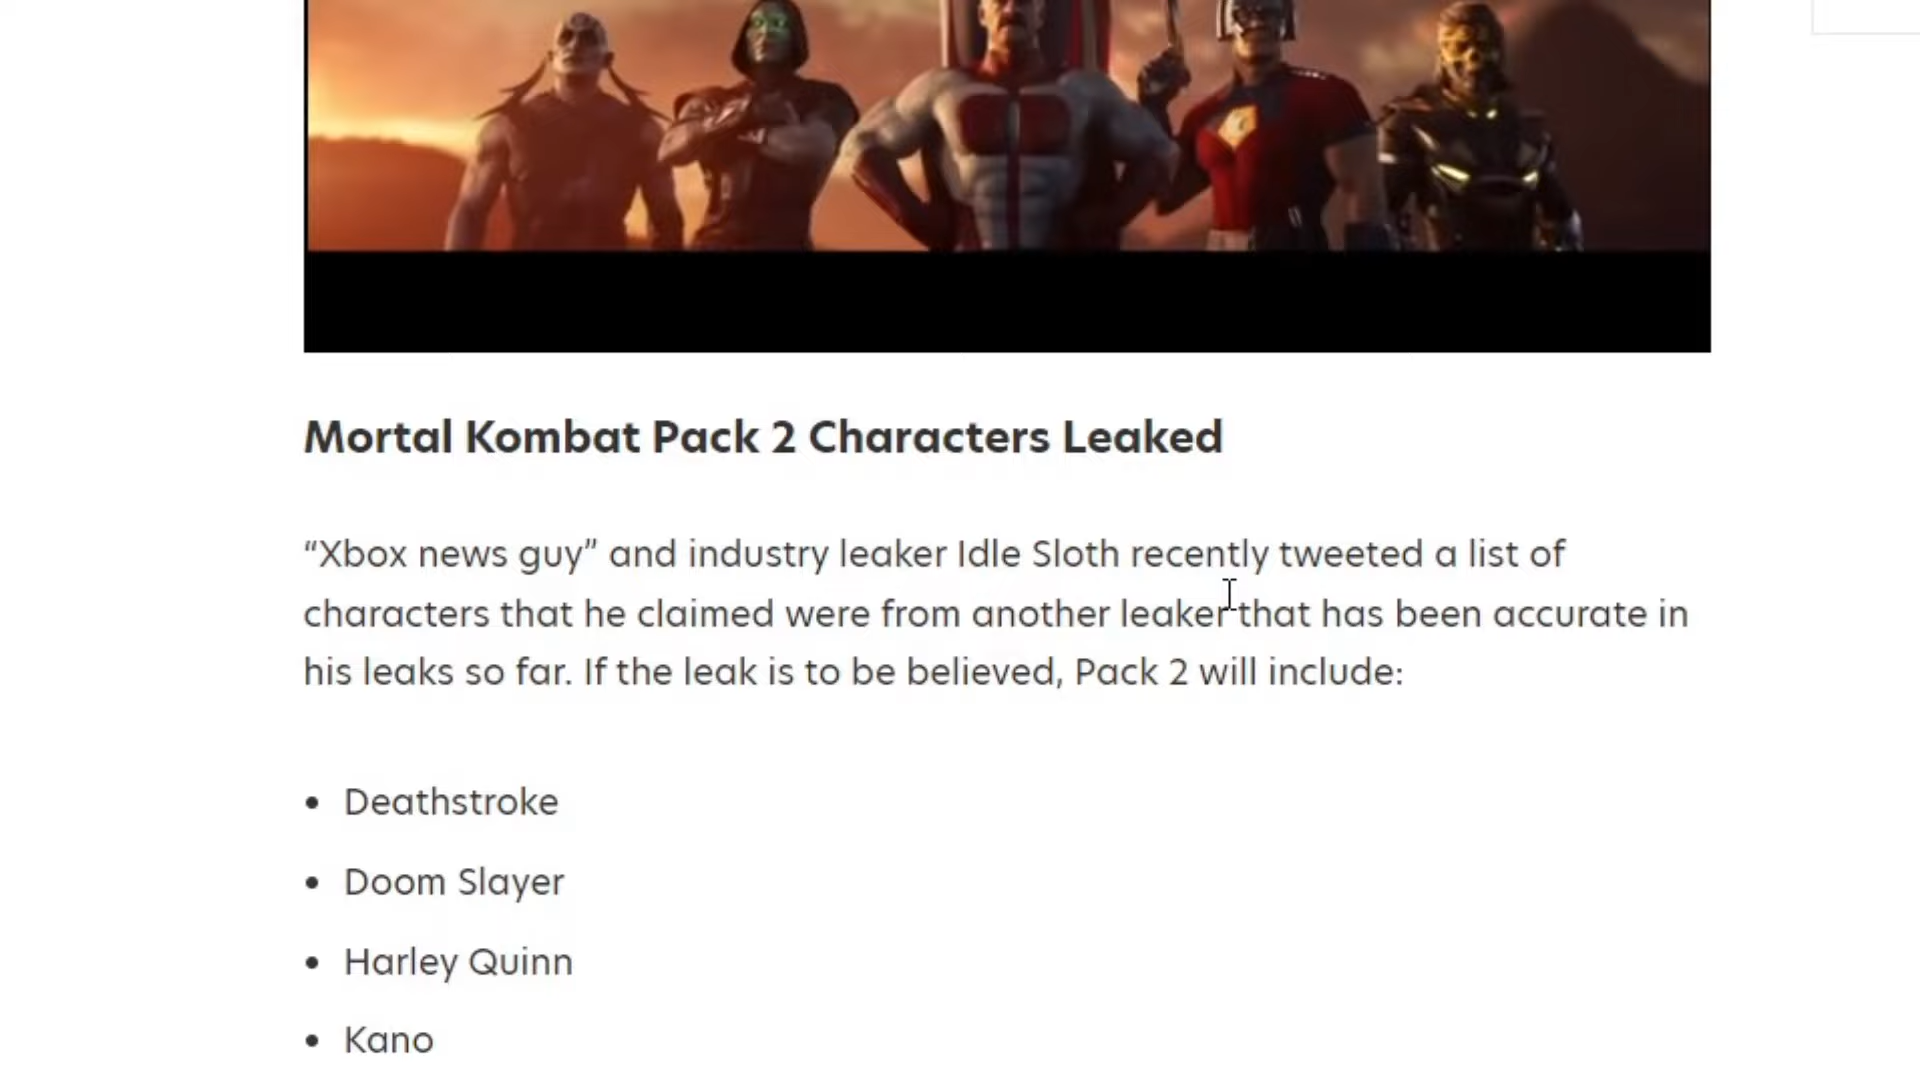 Mortal Kombat Pack 2 Characters Leaked
“Xbox news guy” and industry leaker Idle Sloth recently tweeted a list of
characters that he claimed were from another leaker that has been accurate in
his leaks so far. If the leak is to be believed, Pack 2 will include:
• Deathstroke
• Doom Slayer
• Harley Quinn
• Kano